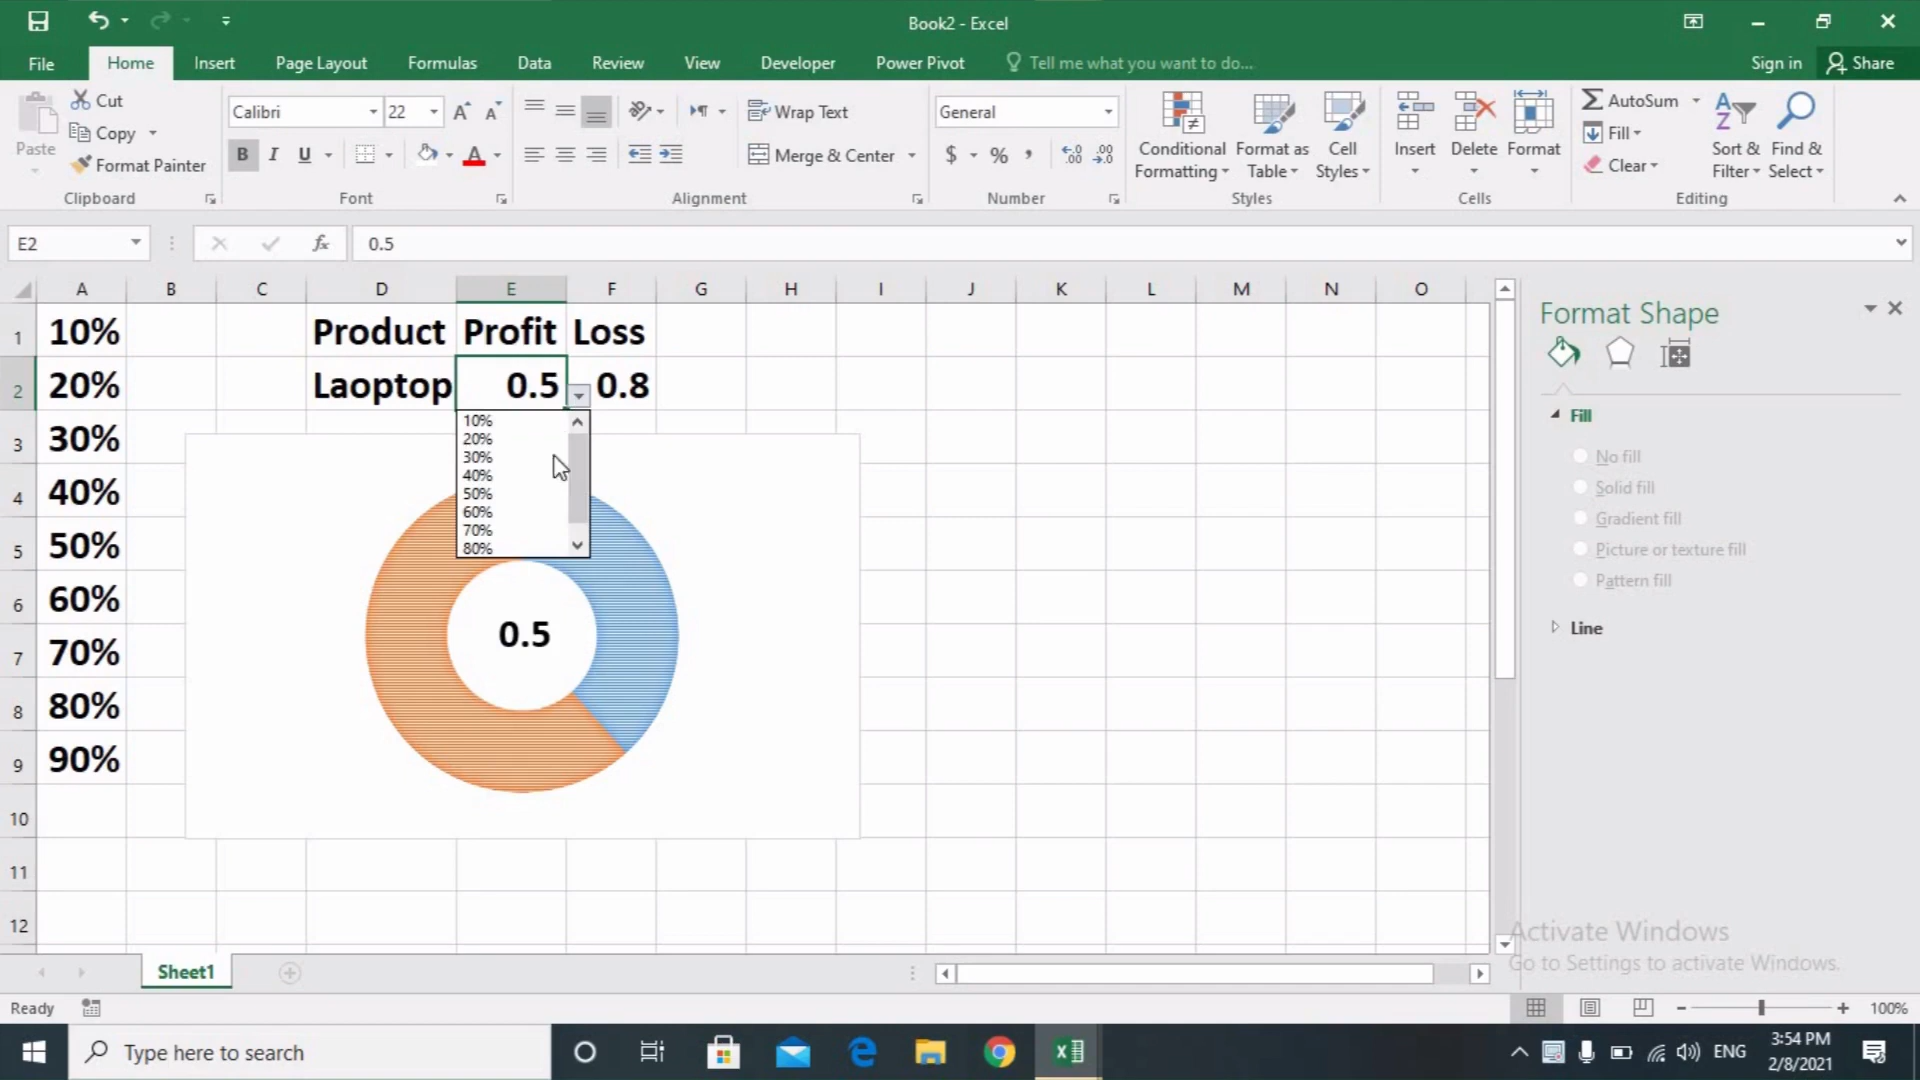 Book2 - Excel
File Home Insert Page Layout Formulas Data Review View Developer Power Pivot Tell me what you want to do... Sign in Share
Paste
Cut
Copy
Format Painter
Clipboard
Calibri 22
B I U A
Font
Wrap Text
Merge & Center
Alignment
General
$ % ,
Number
Conditional Formatting
Format as Table
Cell Styles
Styles
Insert Delete Format
Cells
AutoSum
Fill
Clear
Sort & Filter
Find & Select
Editing
E2 fx 0.5
A B C D E F G H I J K L M N O
1 10% Product Profit Loss
2 20% Laoptop 0.5 0.8
3 30%
4 40%
5 50%
6 60%
7 70%
8 80%
9 90%
10
11
12
10%
20%
30%
40%
50%
60%
70%
80%
0.5
Format Shape
Fill
No fill
Solid fill
Gradient fill
Picture or texture fill
Pattern fill
Line
Activate Windows
Go to Settings to activate Windows.
Sheet1
Ready 100%
Type here to search
ENG
3:54 PM
2/8/2021